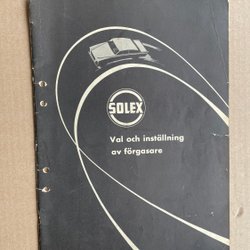 SOLEX
Val och inställning
av förgasare